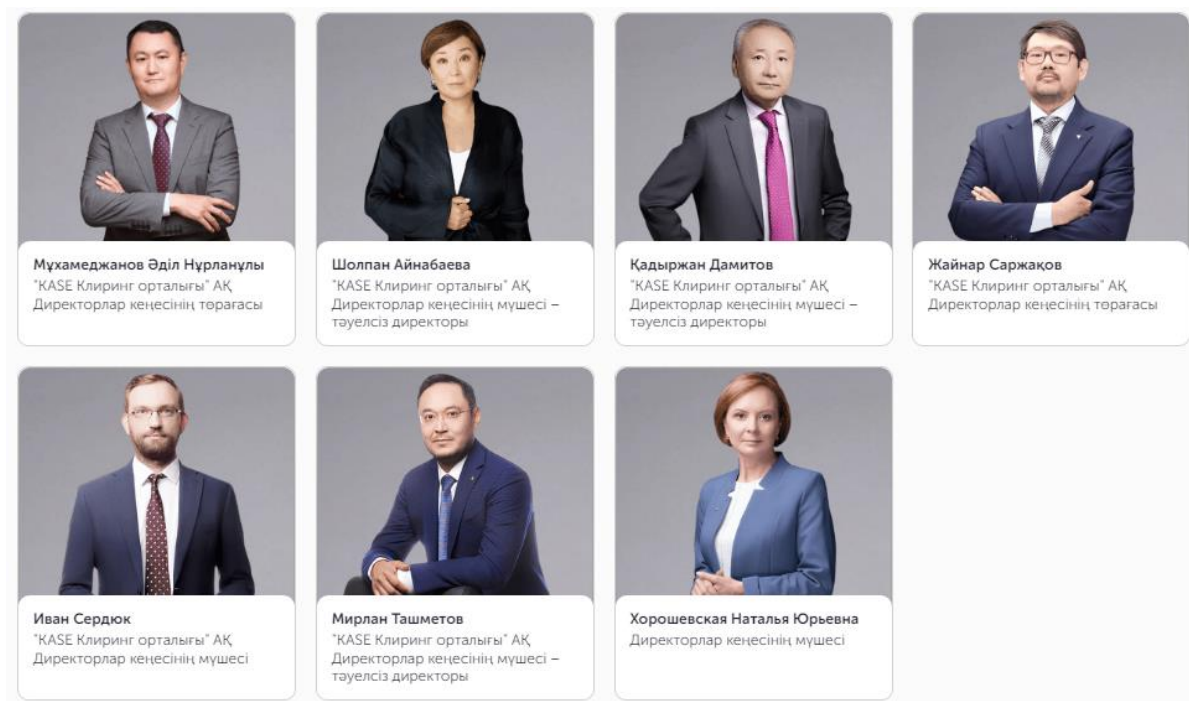 Мұхамеджанов Әділ Нұрланұлы
"KASE Клиринг орталығы" АҚ
Директорлар кеңесінің төрағасы
Шолпан Айнабаева
"KASE Клиринг орталығы" АҚ
Директорлар кеңесінің мүшесі –
тәуелсіз директоры
Қадыржан Дамитов
"KASE Клиринг орталығы" АҚ
Директорлар кеңесінің мүшесі –
тәуелсіз директоры
Жайнар Саржақов
"KASE Клиринг орталығы" АҚ
Директорлар кеңесінің төрағасы
Иван Сердюк
"KASE Клиринг орталығы" АҚ
Директорлар кеңесінің мүшесі
Мирлан Ташметов
"KASE Клиринг орталығы" АҚ
Директорлар кеңесінің мүшесі –
тәуелсіз директоры
Хорошевская Наталья Юрьевна
Директорлар кеңесінің мүшесі